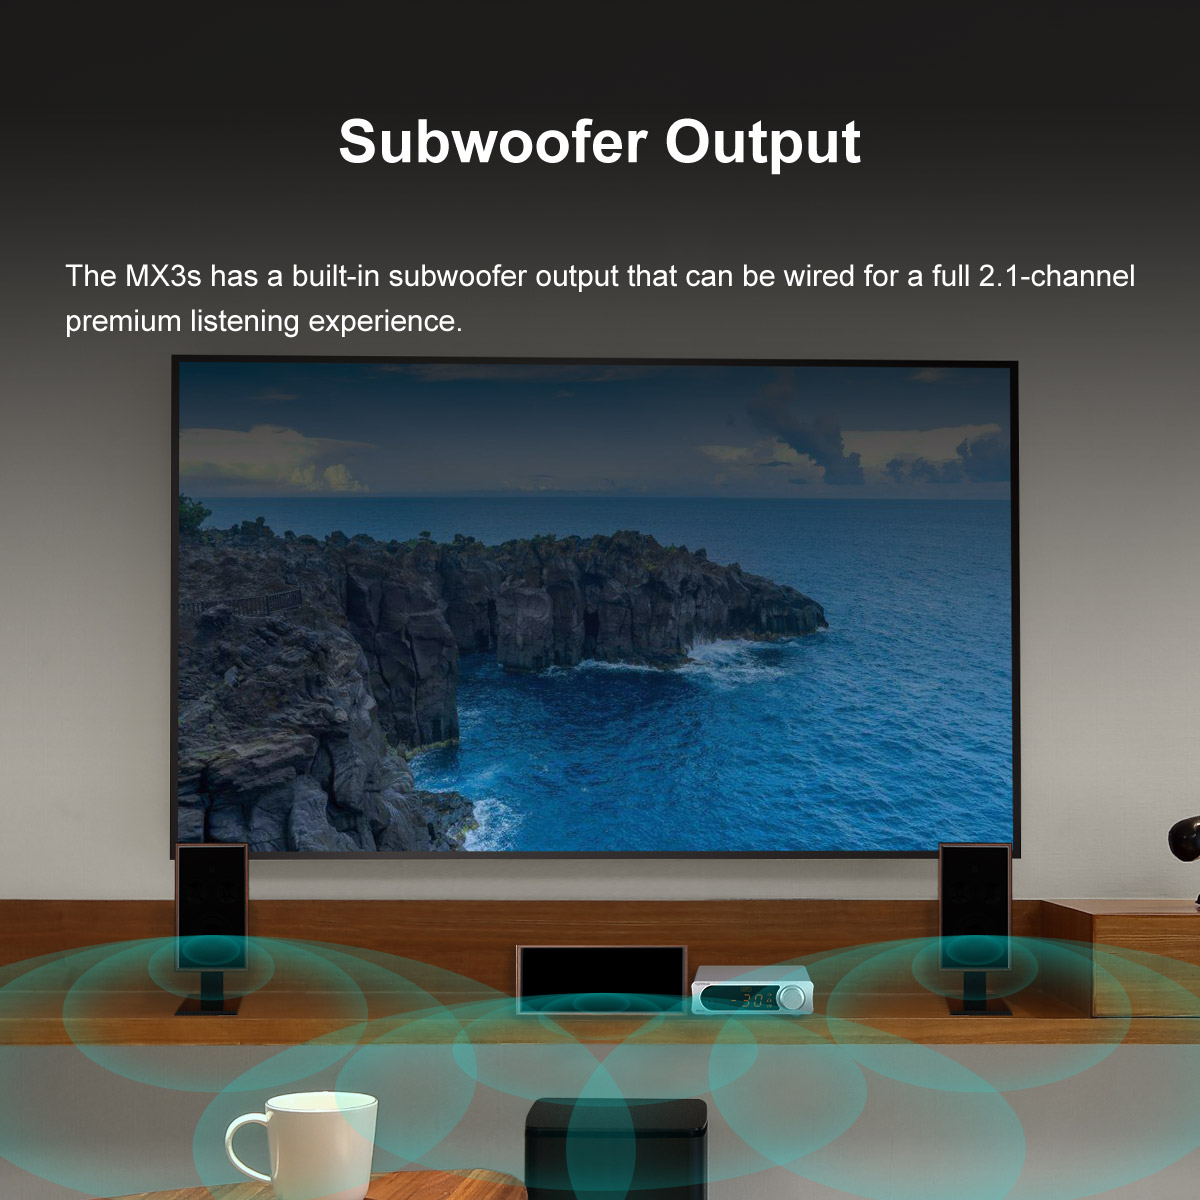 Subwoofer Output
The MX3s has a built-in subwoofer output that can be wired for a full 2.1-channel
premium listening experience.
-30